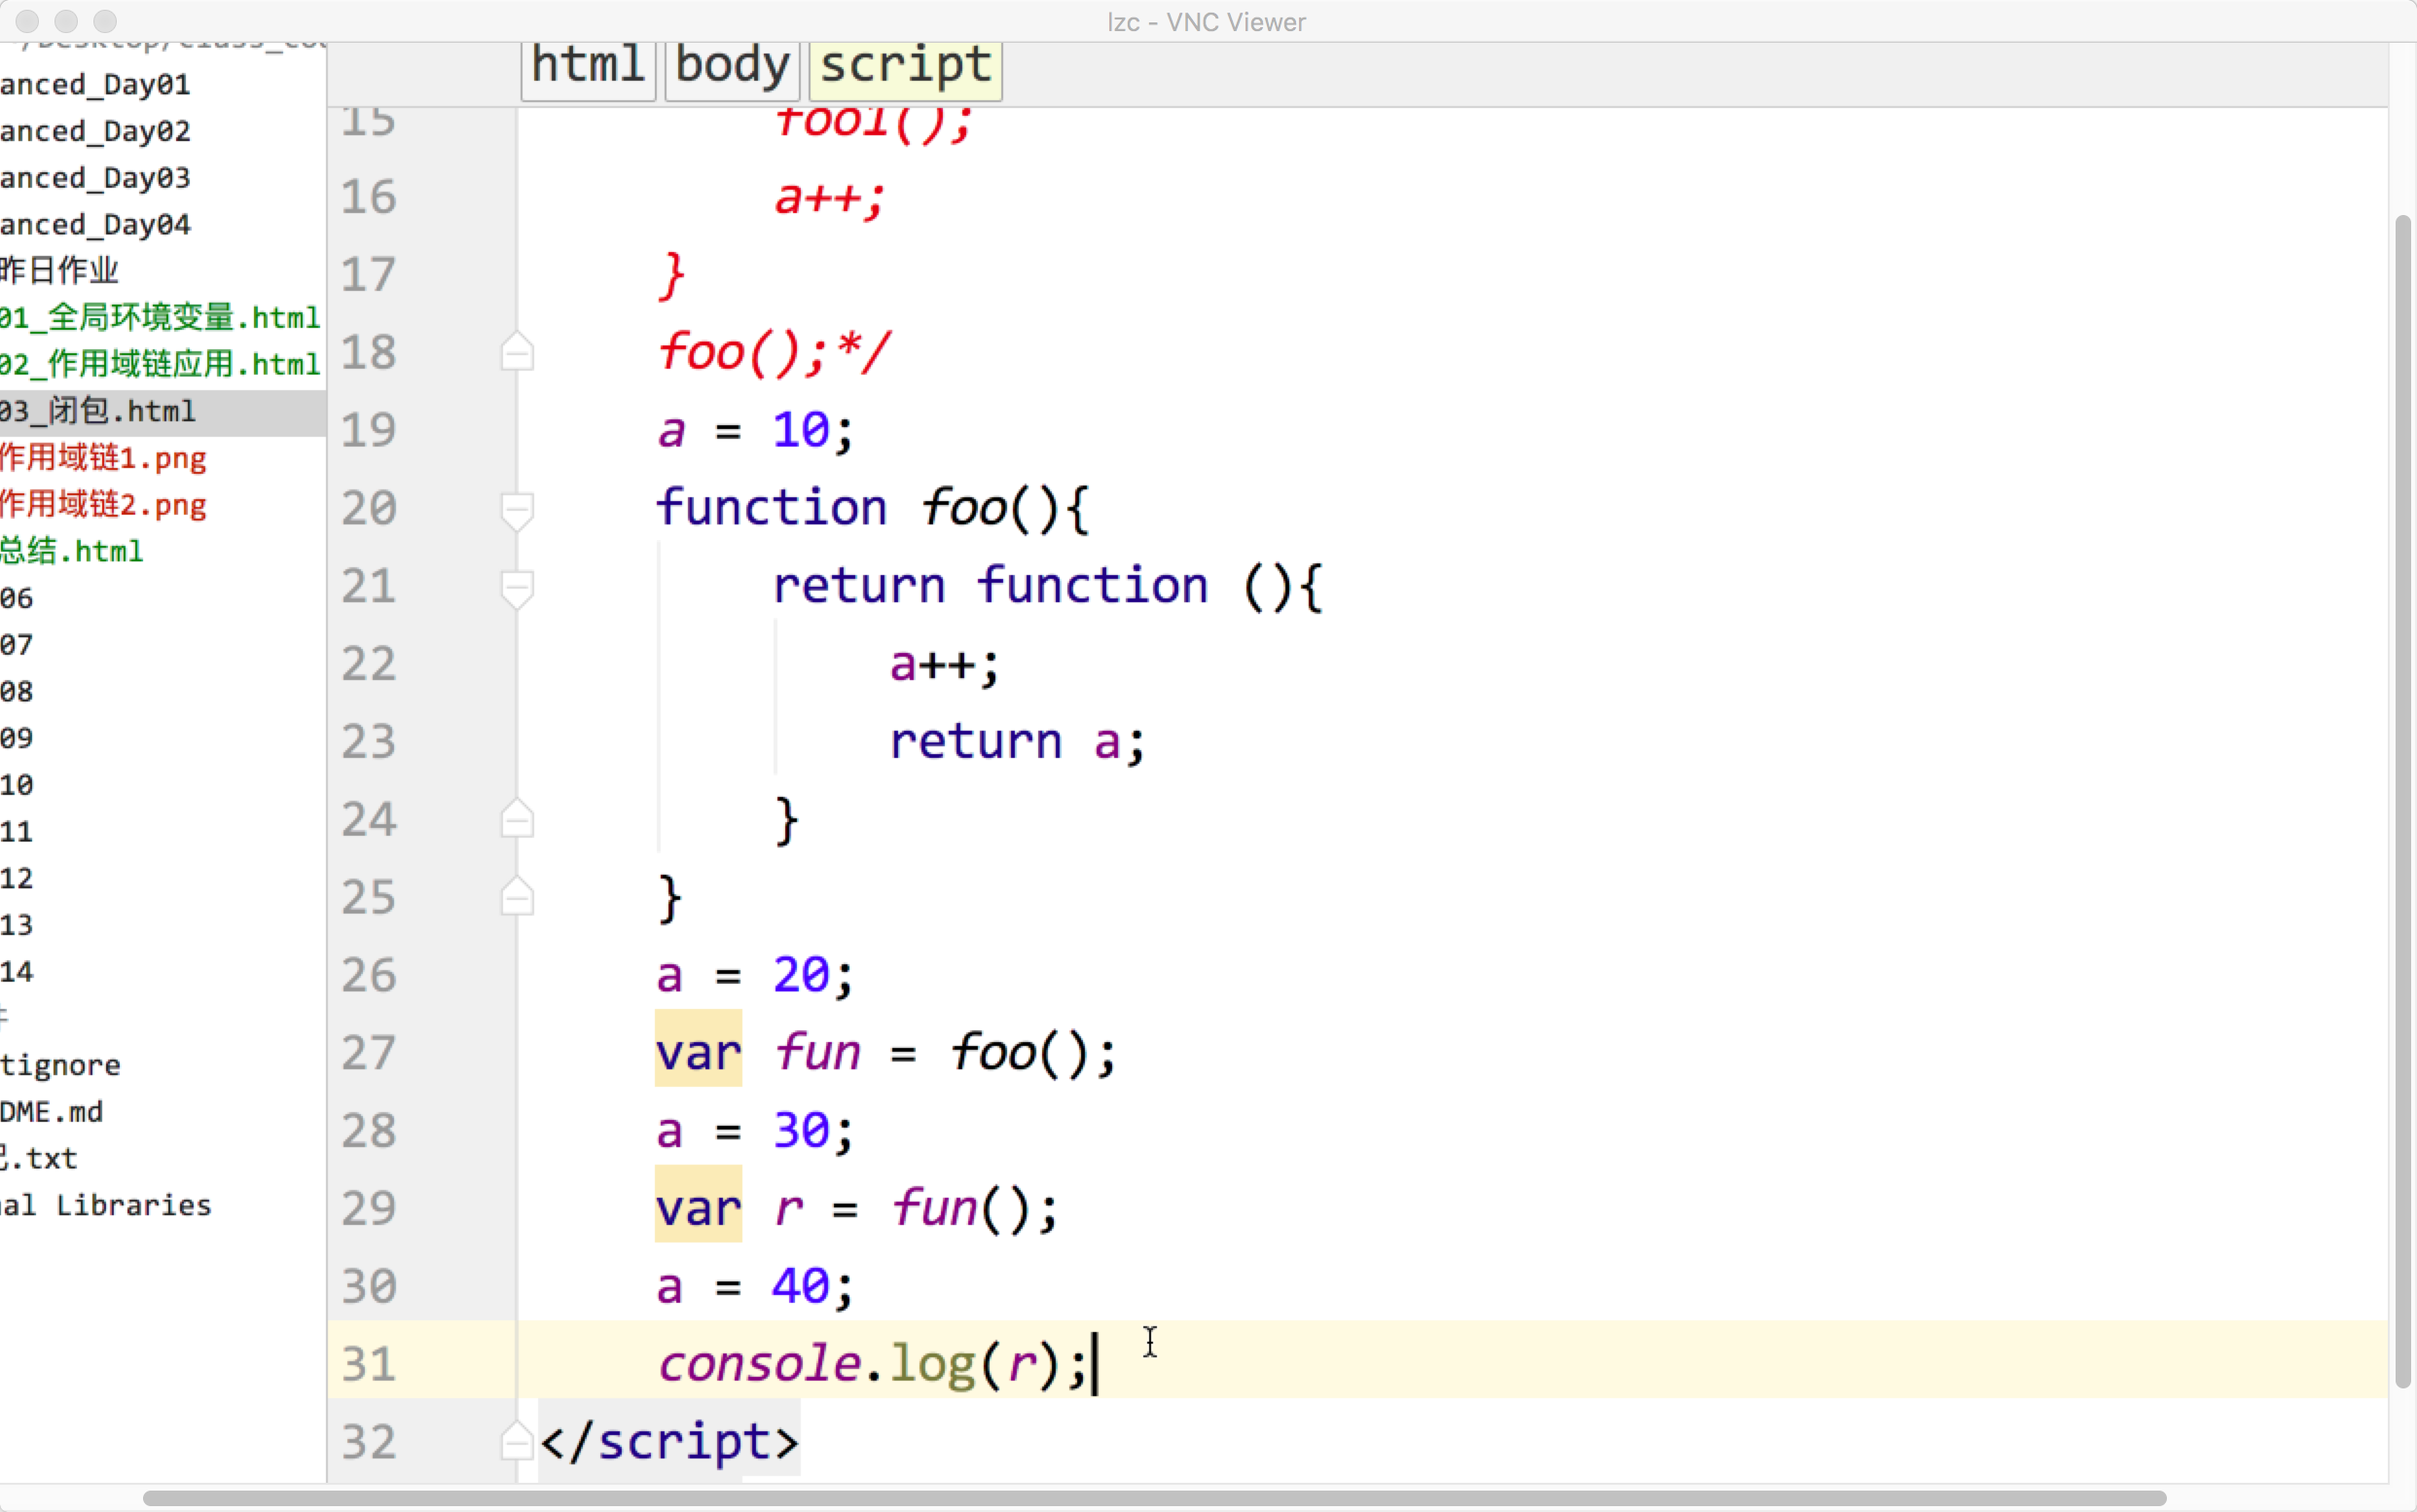 lzc - VNC Viewer
html body script
anced_Day01
anced_Day02
anced_Day03
anced_Day04
昨日作业
01_全局环境变量.html
02_作用域链应用.html
03_闭包.html
作用域链1.png
作用域链2.png
总结.html
06
07
08
09
10
11
12
13
14
tignore
DME.md
.txt
al Libraries
15 foo1();
16 a++;
17 }
18 foo();*/
19 a = 10;
20 function foo(){
21 return function (){
22 a++;
23 return a;
24 }
25 }
26 a = 20;
27 var fun = foo();
28 a = 30;
29 var r = fun();
30 a = 40;
31 console.log(r);
32 </script>